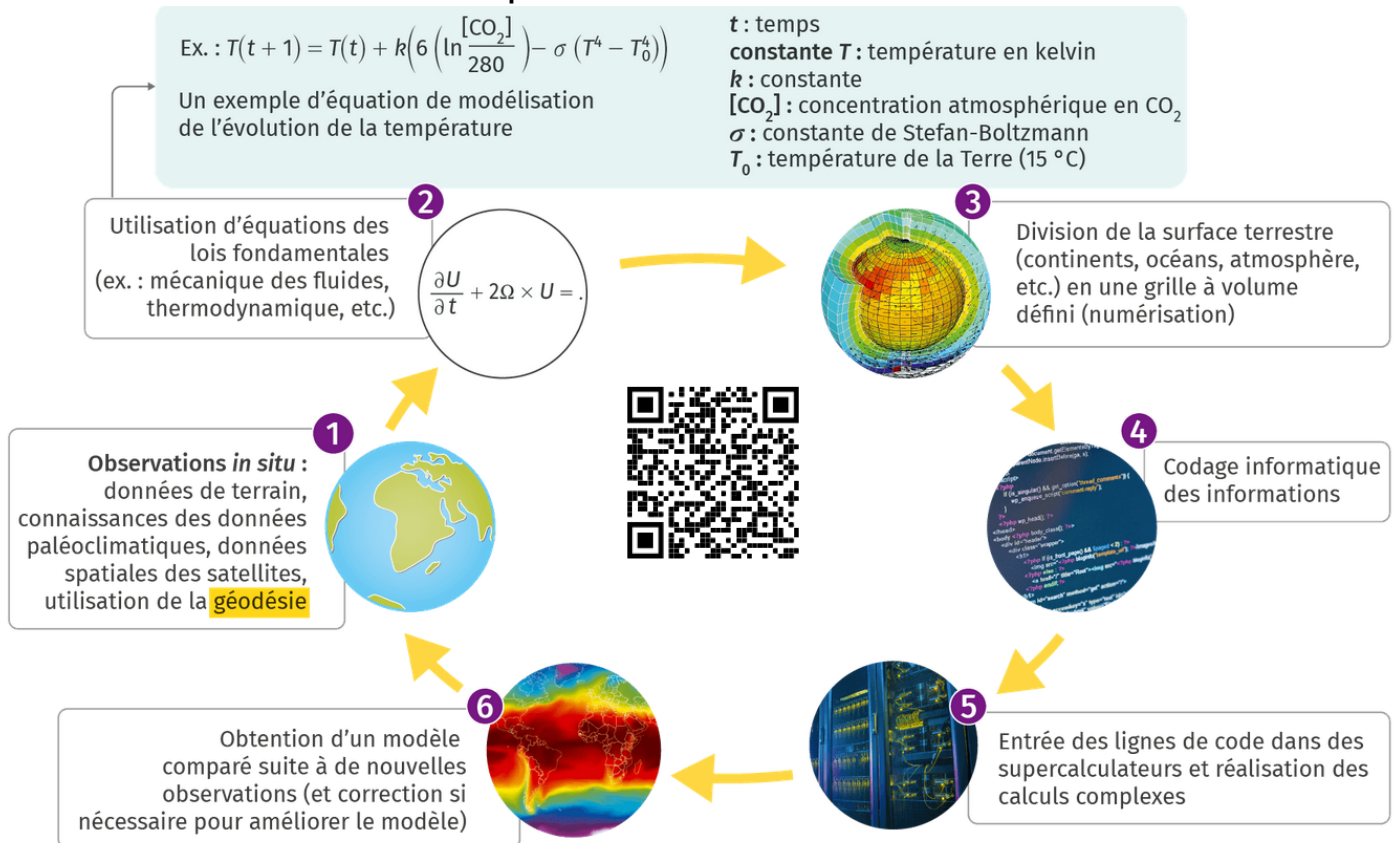 Ex. : T(t + 1) = T(t) + k(6 (ln [CO₂]/280) – σ (T⁴ – T₀⁴))
Un exemple d'équation de modélisation
de l'évolution de la température
t : temps
constante T : température en kelvin
k : constante
[CO₂] : concentration atmosphérique en CO₂
σ : constante de Stefan-Boltzmann
T₀ : température de la Terre (15 °C)
2
Utilisation d'équations des
lois fondamentales
(ex. : mécanique des fluides,
thermodynamique, etc.)
∂U/∂t + 2Ω × U = .
3
Division de la surface terrestre
(continents, océans, atmosphère,
etc.) en une grille à volume
défini (numérisation)
1
Observations in situ :
données de terrain,
connaissances des données
paléoclimatiques, données
spatiales des satellites,
utilisation de la géodésie
4
Codage informatique
des informations
6
Obtention d'un modèle
comparé suite à de nouvelles
observations (et correction si
nécessaire pour améliorer le modèle)
5
Entrée des lignes de code dans des
supercalculateurs et réalisation des
calculs complexes